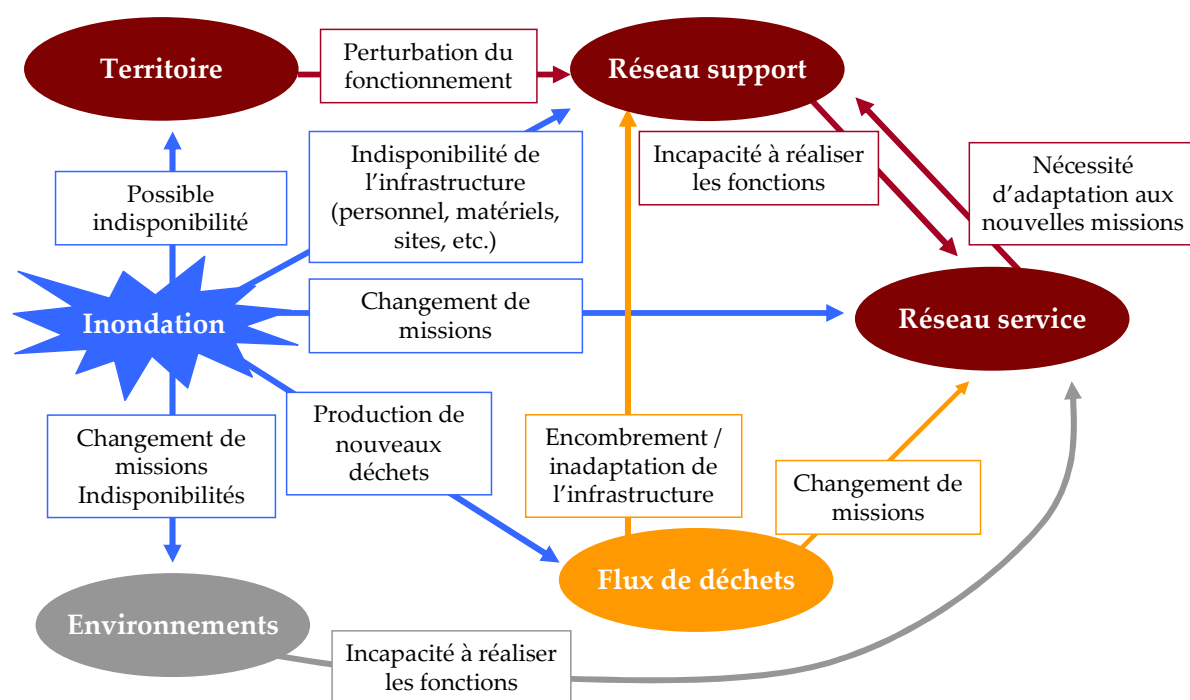 Territoire
Perturbation du
fonctionnement
Réseau support
Indisponibilité de
l’infrastructure
(personnel, matériels,
sites, etc.)
Incapacité à réaliser
les fonctions
Nécessité
d’adaptation aux
nouvelles missions
Possible
indisponibilité
Inondation
Changement de
missions
Réseau service
Changement de
missions
Indisponibilités
Production de
nouveaux
déchets
Encombrement /
inadaptation de
l’infrastructure
Changement de
missions
Flux de déchets
Environnements
Incapacité à réaliser
les fonctions